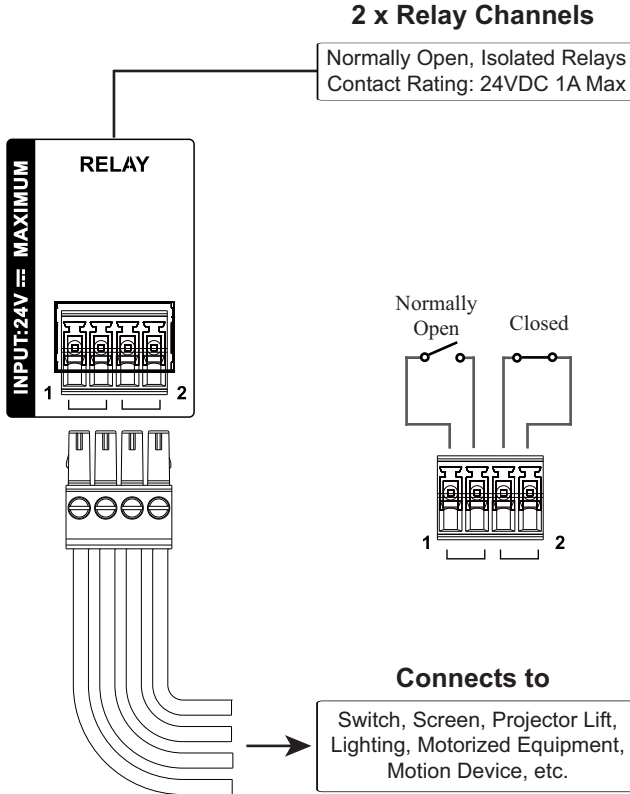 2 x Relay Channels
Normally Open, Isolated Relays
Contact Rating: 24VDC 1A Max
RELAY
INPUT:24V ⎓ MAXIMUM
1 2
Normally
Open
Closed
1 2
Connects to
Switch, Screen, Projector Lift,
Lighting, Motorized Equipment,
Motion Device, etc.